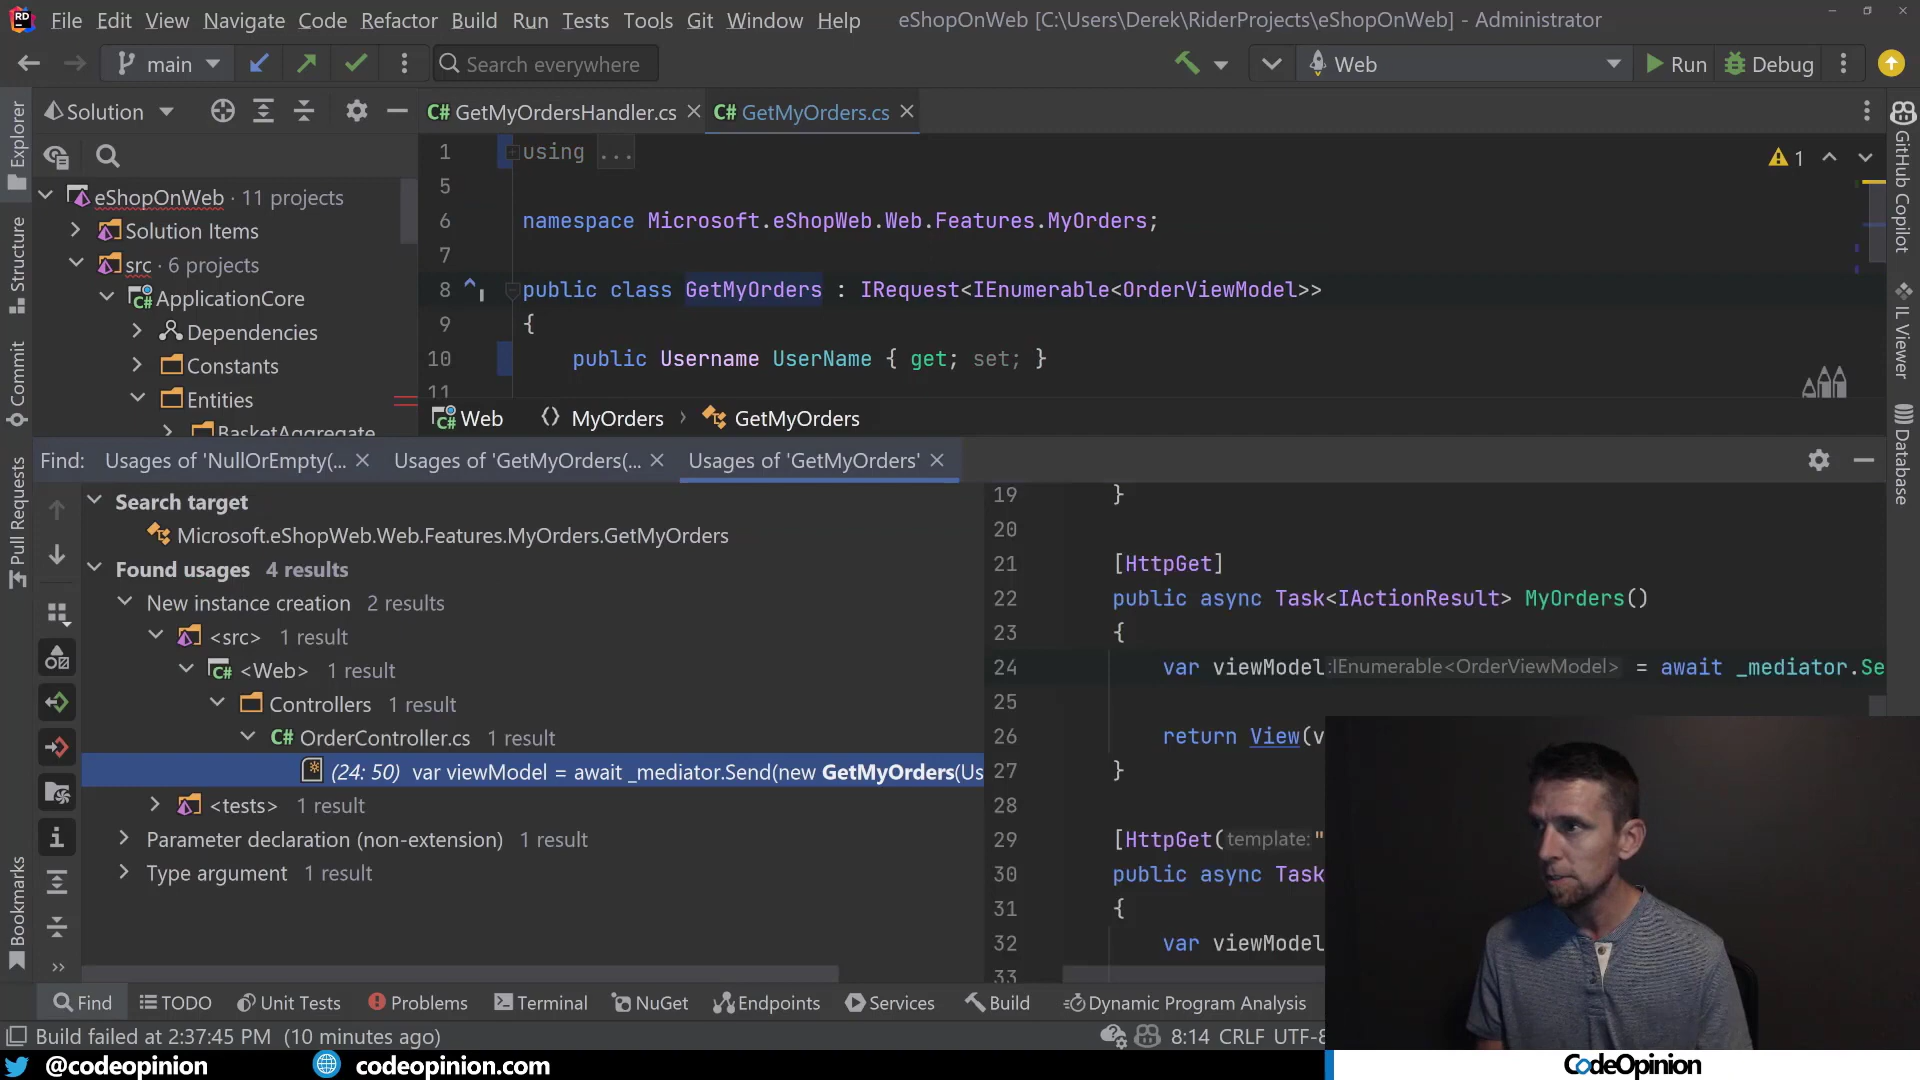 File Edit View Navigate Code Refactor Build Run Tests Tools Git Window Help eShopOnWeb [C:\Users\Derek\RiderProjects\eShopOnWeb] - Administrator
main Search everywhere Web Run Debug
Solution GetMyOrdersHandler.cs GetMyOrders.cs
Explorer
Structure
Commit
Pull Requests
Bookmarks
eShopOnWeb · 11 projects
Solution Items
src · 6 projects
ApplicationCore
Dependencies
Constants
Entities
BasketAggregate
1 using ...
5
6 namespace Microsoft.eShopWeb.Web.Features.MyOrders;
7
8 public class GetMyOrders : IRequest<IEnumerable<OrderViewModel>>
9 {
10 public Username UserName { get; set; }
11
1
Web MyOrders GetMyOrders
GitHub Copilot
IL Viewer
Database
Find: Usages of 'NullOrEmpty(... Usages of 'GetMyOrders(... Usages of 'GetMyOrders'
Search target
Microsoft.eShopWeb.Web.Features.MyOrders.GetMyOrders
Found usages 4 results
New instance creation 2 results
<src> 1 result
<Web> 1 result
Controllers 1 result
OrderController.cs 1 result
(24: 50) var viewModel = await _mediator.Send(new GetMyOrders(Us
<tests> 1 result
Parameter declaration (non-extension) 1 result
Type argument 1 result
19 }
20
21 [HttpGet]
22 public async Task<IActionResult> MyOrders()
23 {
24 var viewModel :IEnumerable<OrderViewModel> = await _mediator.Se
25
26 return View(v
27 }
28
29 [HttpGet( template: "
30 public async Task
31 {
32 var viewModel
33
Find TODO Unit Tests Problems Terminal NuGet Endpoints Services Build Dynamic Program Analysis
Build failed at 2:37:45 PM (10 minutes ago) 8:14 CRLF UTF-8
@codeopinion codeopinion.com CodeOpinion